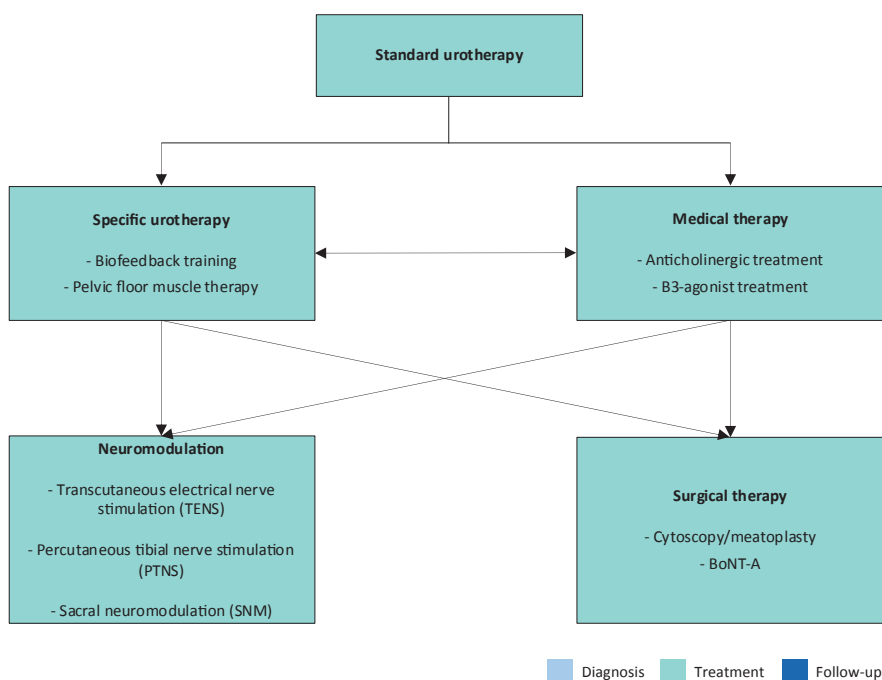 Standard urotherapy
Specific urotherapy
- Biofeedback training
- Pelvic floor muscle therapy
Medical therapy
- Anticholinergic treatment
- B3-agonist treatment
Neuromodulation
- Transcutaneous electrical nerve
stimulation (TENS)
- Percutaneous tibial nerve stimulation
(PTNS)
- Sacral neuromodulation (SNM)
Surgical therapy
- Cytoscopy/meatoplasty
- BoNT-A
Diagnosis
Treatment
Follow-up